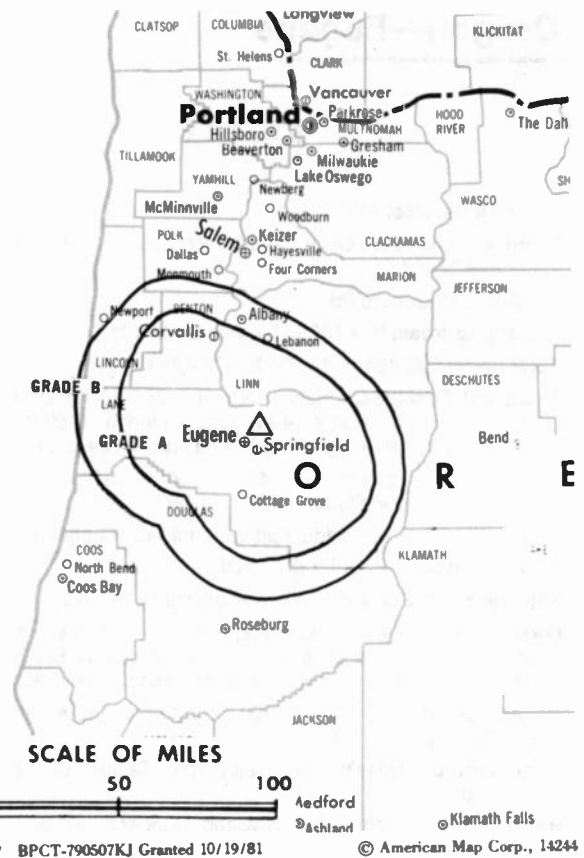 Longview
CLATSOP
COLUMBIA
KLICKITAT
St. Helens
CLARK
WASHINGTON
Vancouver
Portland
Parkrose
HOOD RIVER
The Dal
Hillsboro
MULTNOMAH
Beaverton
Gresham
Milwaukie
TILLAMOOK
Lake Oswego
SH
YAMHILL
Newberg
WASCO
McMinnville
Woodburn
Salem
Keizer
POLK
CLACKAMAS
Dallas
Hayesville
Four Corners
Monmouth
MARION
JEFFERSON
BENTON
Newport
Albany
Corvallis
Lebanon
LINCOLN
GRADE B
LINN
DESCHUTES
LANE
GRADE A
Eugene
Springfield
Bend
O R E
Cottage Grove
DOUGLAS
COOS
KLAMATH
North Bend
Coos Bay
Roseburg
JACKSON
SCALE OF MILES
50 100
Medford
Ashland
Klamath Falls
BPCT-790507KJ Granted 10/19/81
© American Map Corp., 14244